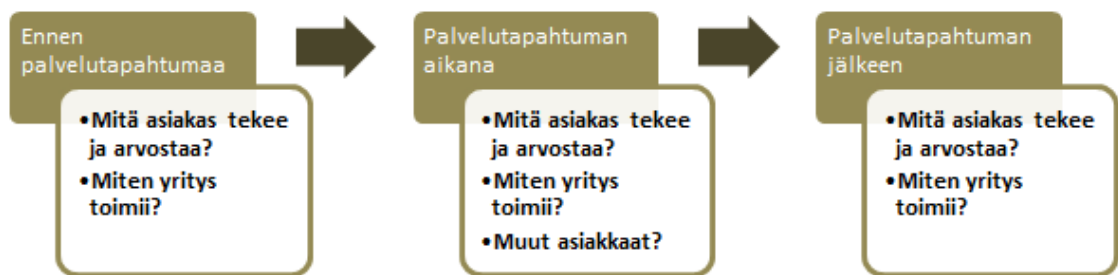 Ennen
palvelutapahtumaa
•Mitä asiakas tekee
ja arvostaa?
•Miten yritys
toimii?
Palvelutapahtuman
aikana
•Mitä asiakas tekee
ja arvostaa?
•Miten yritys
toimii?
•Muut asiakkaat?
Palvelutapahtuman
jälkeen
•Mitä asiakas tekee
ja arvostaa?
•Miten yritys
toimii?